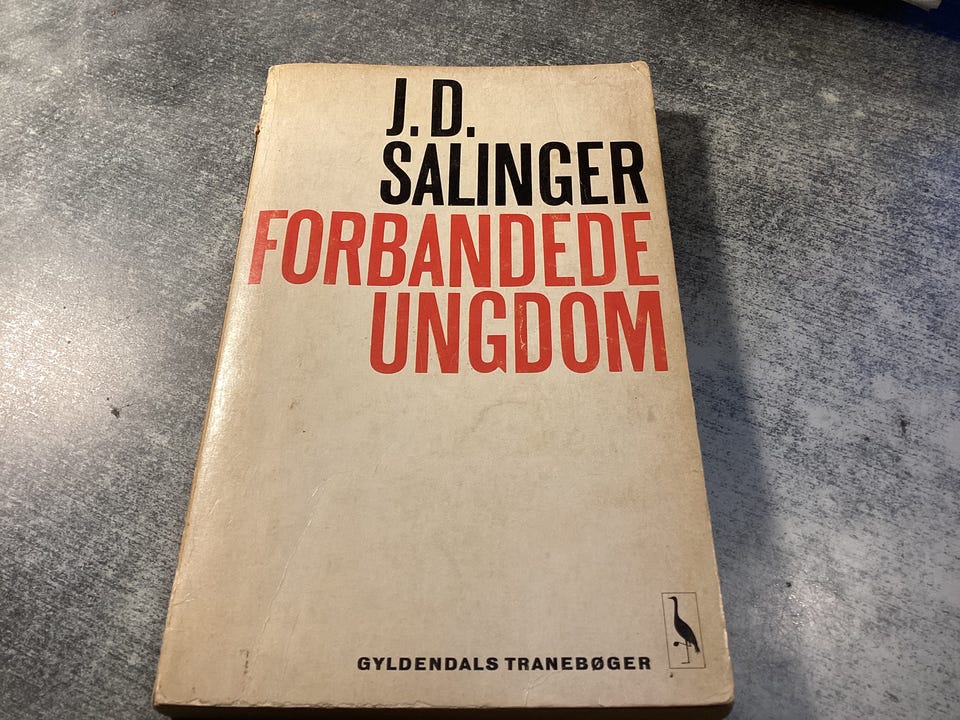 J. D.
SALINGER
FORBANDEDE
UNGDOM
GYLDENDALS TRANEBØGER